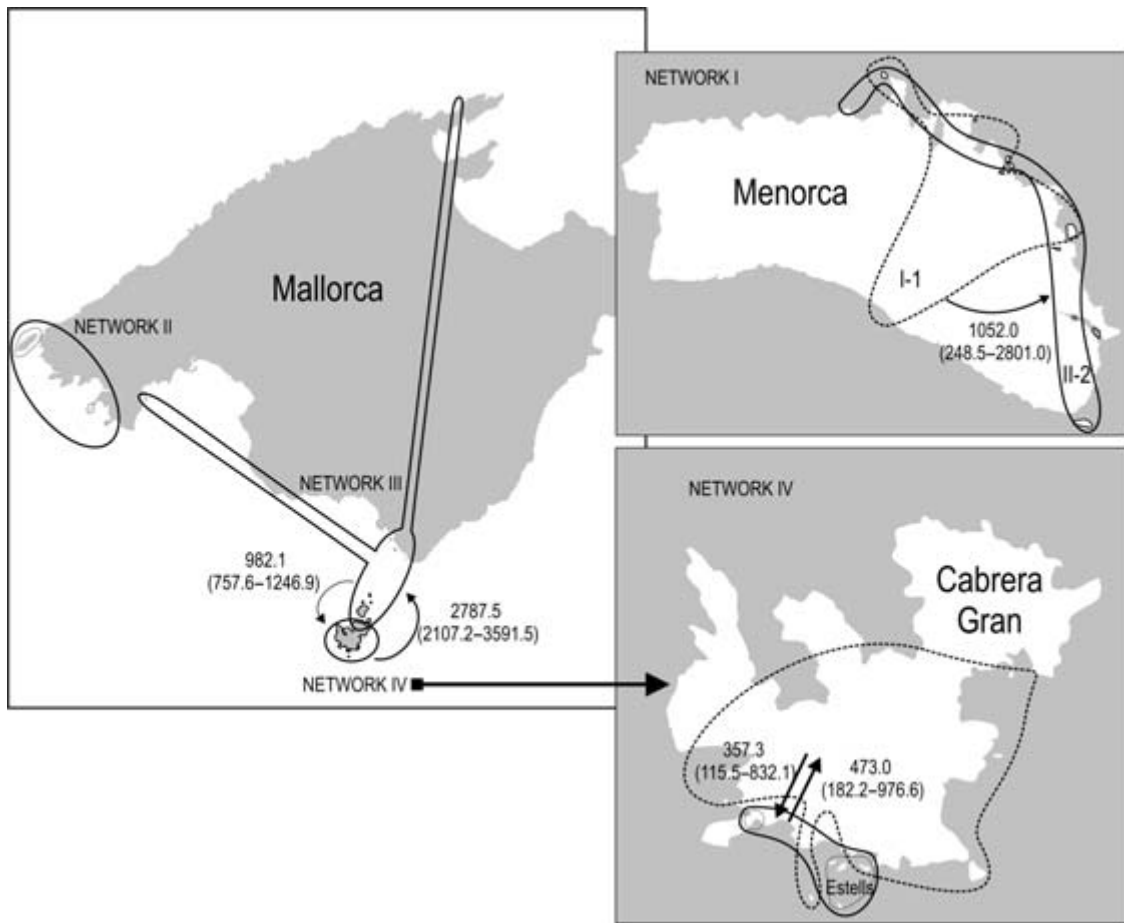 Mallorca
NETWORK II
NETWORK III
982.1
(757.6–1246.9)
2787.5
(2107.2–3591.5)
NETWORK IV
NETWORK I
Menorca
I-1
1052.0
(248.5–2801.0)
II-2
NETWORK IV
Cabrera
Gran
357.3
(115.5–832.1)
473.0
(182.2–976.6)
Estells